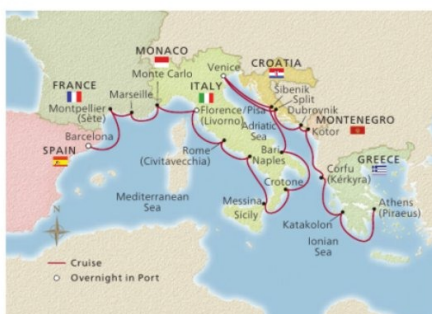 MONACO
Monte Carlo
FRANCE
Marseille
Montpellier
(Sète)
Barcelona
SPAIN
Venice
CROATIA
Šibenik
Split
Dubrovnik
MONTENEGRO
Kotor
ITALY
Florence/Pisa
(Livorno)
Adriatic
Sea
Rome
(Civitavecchia)
Bari
Naples
Crotone
GREECE
Corfu
(Kérkyra)
Athens
(Piraeus)
Mediterranean
Sea
Messina
Sicily
Katakolon
Ionian
Sea
Cruise
Overnight in Port